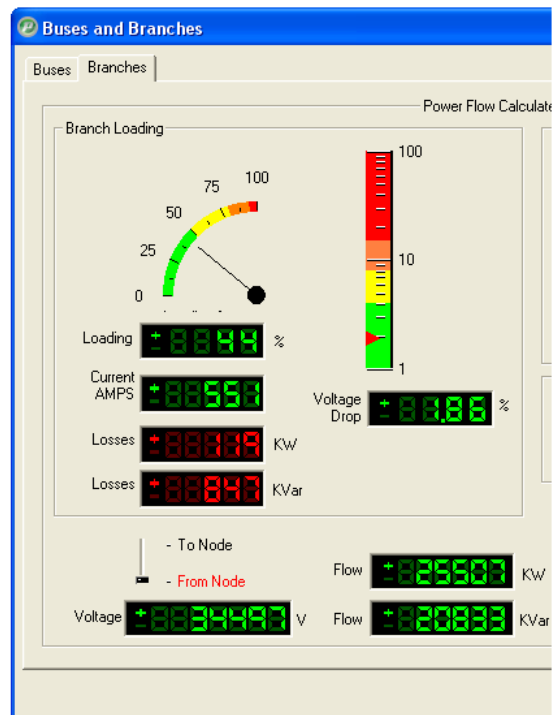 Buses and Branches
Buses Branches
Power Flow Calculate
Branch Loading
0
25
50
75
100
100
10
1
Loading 44 %
Current AMPS 551
Losses 119 KW
Losses 847 KVar
Voltage Drop 1.86 %
- To Node
- From Node
Voltage 34497 V
Flow 25507 KW
Flow 20833 KVar